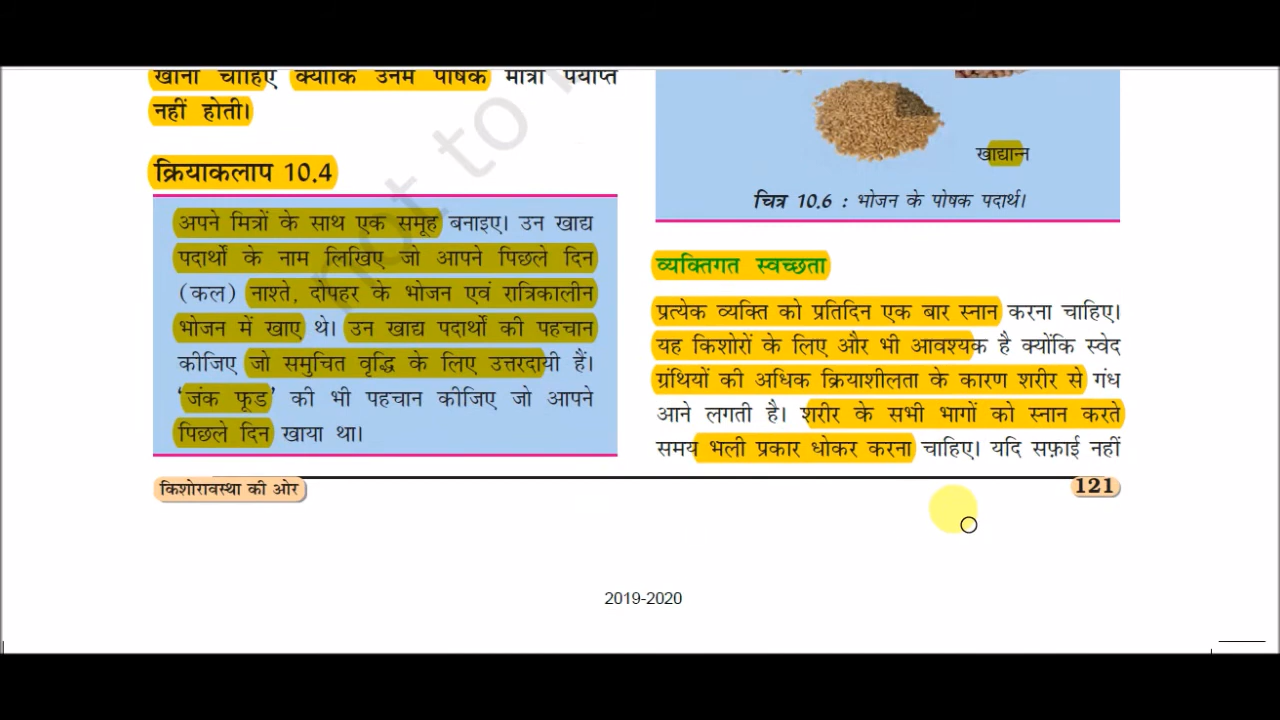 खाना चाहिए क्योंकि उनमें पोषक मात्रा पर्याप्त
नहीं होती।
क्रियाकलाप 10.4
अपने मित्रों के साथ एक समूह बनाइए। उन खाद्य
पदार्थों के नाम लिखिए जो आपने पिछले दिन
(कल) नाश्ते, दोपहर के भोजन एवं रात्रिकालीन
भोजन में खाए थे। उन खाद्य पदार्थों की पहचान
कीजिए जो समुचित वृद्धि के लिए उत्तरदायी हैं।
‘जंक फूड’ की भी पहचान कीजिए जो आपने
पिछले दिन खाया था।
खाद्यान्न
चित्र 10.6 : भोजन के पोषक पदार्थ।
व्यक्तिगत स्वच्छता
प्रत्येक व्यक्ति को प्रतिदिन एक बार स्नान करना चाहिए।
यह किशोरों के लिए और भी आवश्यक है क्योंकि स्वेद
ग्रंथियों की अधिक क्रियाशीलता के कारण शरीर से गंध
आने लगती है। शरीर के सभी भागों को स्नान करते
समय भली प्रकार धोकर करना चाहिए। यदि सफ़ाई नहीं
किशोरावस्था की ओर
121
2019-2020
not to